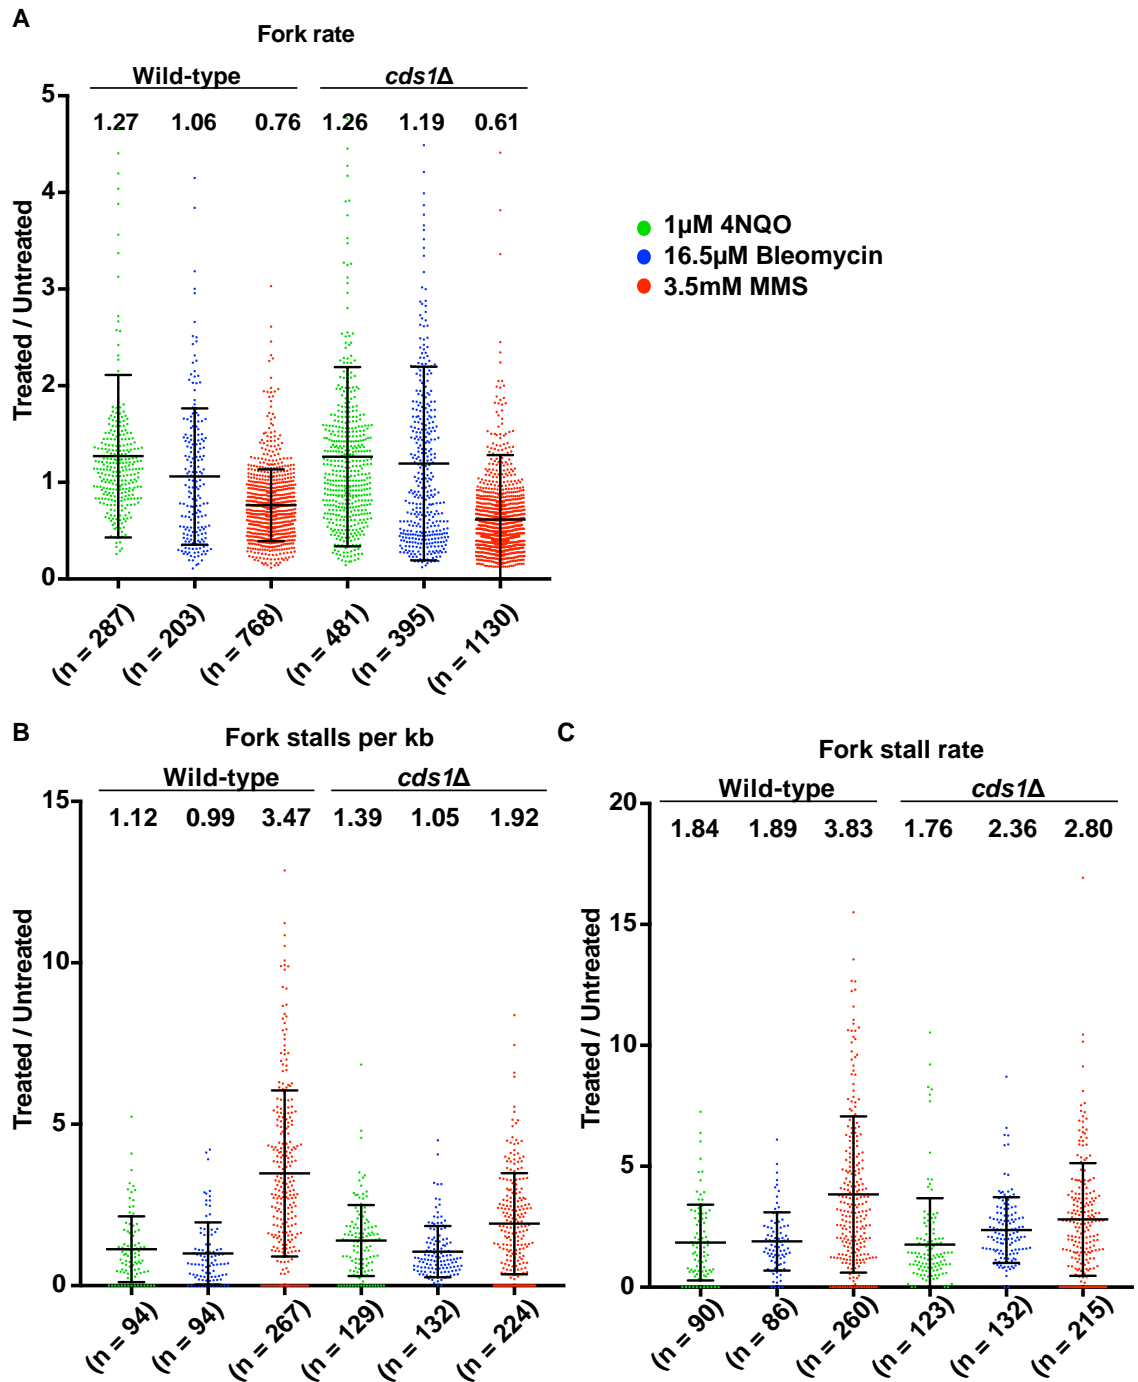 A
Fork rate
Wild-type cds1Δ
1.27 1.06 0.76 1.26 1.19 0.61
5
4
3
2
1
0
Treated / Untreated
(n = 287) (n = 203) (n = 768) (n = 481) (n = 395) (n = 1130)
1µM 4NQO
16.5µM Bleomycin
3.5mM MMS
B
Fork stalls per kb
Wild-type cds1Δ
1.12 0.99 3.47 1.39 1.05 1.92
15
10
5
0
Treated / Untreated
(n = 94) (n = 94) (n = 267) (n = 129) (n = 132) (n = 224)
C
Fork stall rate
Wild-type cds1Δ
1.84 1.89 3.83 1.76 2.36 2.80
20
15
10
5
0
Treated / Untreated
(n = 90) (n = 86) (n = 260) (n = 123) (n = 132) (n = 215)